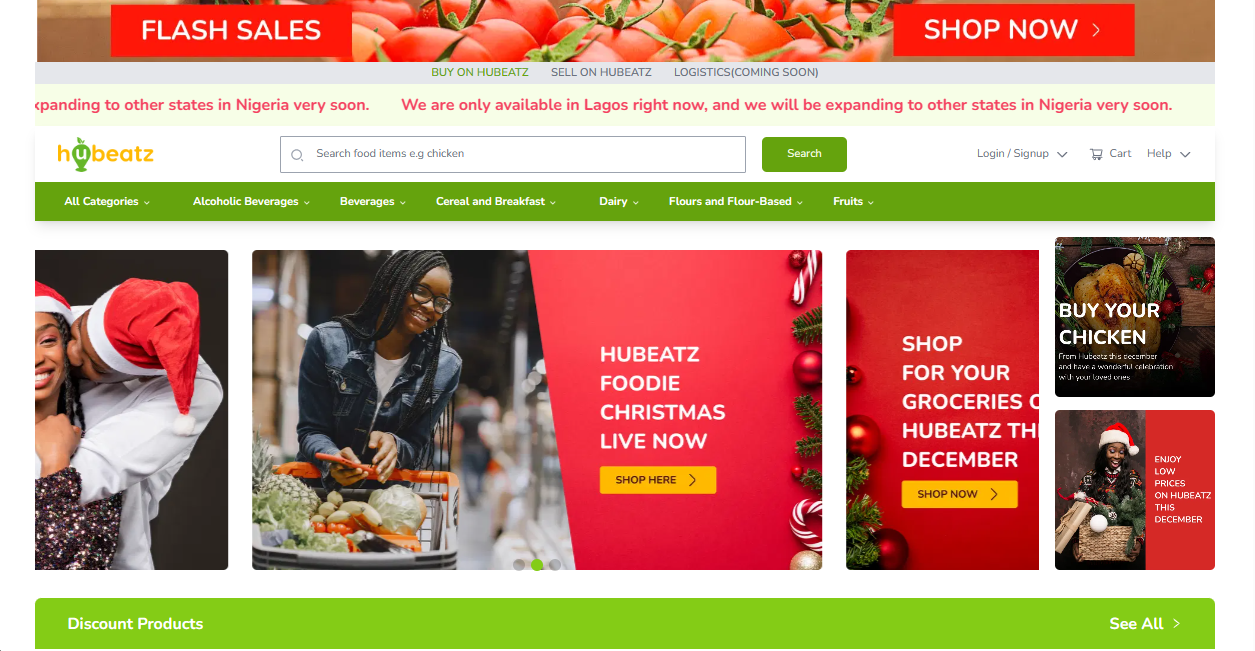 FLASH SALES
SHOP NOW
BUY ON HUBEATZ SELL ON HUBEATZ LOGISTICS(COMING SOON)
xpanding to other states in Nigeria very soon. We are only available in Lagos right now, and we will be expanding to other states in Nigeria very soon.
hubeatz
Search food items e.g chicken
Search
Login / Signup
Cart
Help
All Categories Alcoholic Beverages Beverages Cereal and Breakfast Dairy Flours and Flour-Based Fruits
HUBEATZ
FOODIE
CHRISTMAS
LIVE NOW
SHOP HERE
SHOP
FOR YOUR
GROCERIES
HUBEATZ
DECEMBER
SHOP NOW
BUY YOUR
CHICKEN
From Hubeatz this december
and have a wonderful celebration
with your loved ones
ENJOY
LOW
PRICES
ON HUBEATZ
THIS
DECEMBER
Discount Products
See All